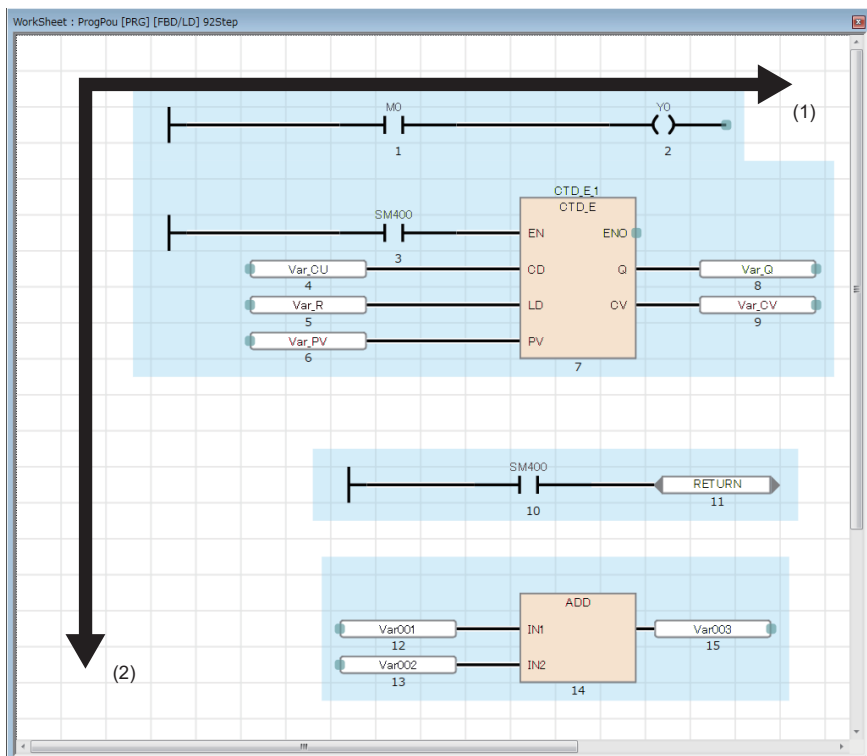 WorkSheet : ProgPou [PRG] [FBD/LD] 92Step
(1)
M0
Y0
1
2
CTD_E_1
CTD_E
SM400
EN
ENO
3
Var_CU
CD
Q
Var_Q
4
8
Var_R
LD
CV
Var_CV
5
9
Var_PV
PV
6
7
SM400
RETURN
10
11
ADD
Var001
IN1
Var003
12
15
Var002
IN2
13
14
(2)